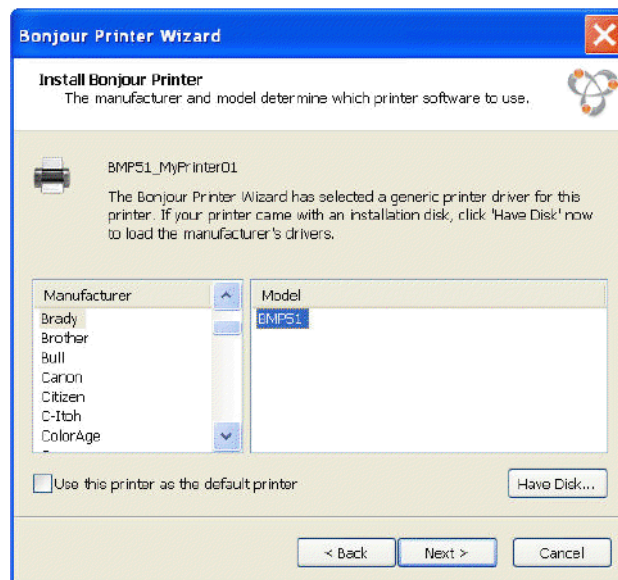 Bonjour Printer Wizard
Install Bonjour Printer
The manufacturer and model determine which printer software to use.
BMP51_MyPrinter01
The Bonjour Printer Wizard has selected a generic printer driver for this
printer. If your printer came with an installation disk, click 'Have Disk' now
to load the manufacturer's drivers.
Manufacturer
Model
Brady
BMP51
Brother
Bull
Canon
Citizen
C-Itoh
ColorAge
Use this printer as the default printer
Have Disk...
< Back
Next >
Cancel